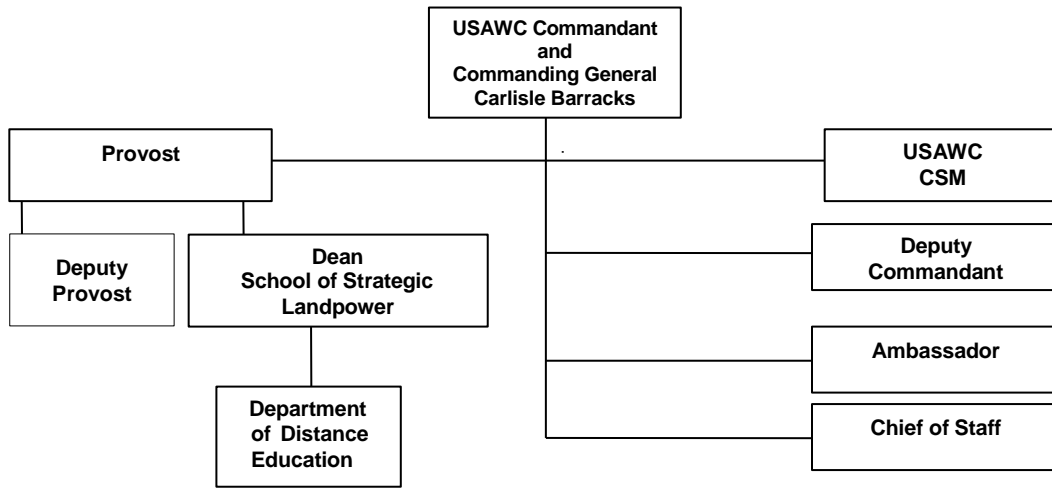 USAWC Commandant
and
Commanding General
Carlisle Barracks
Provost
USAWC
CSM
Deputy
Provost
Dean
School of Strategic
Landpower
Deputy
Commandant
Ambassador
Department
of Distance
Education
Chief of Staff